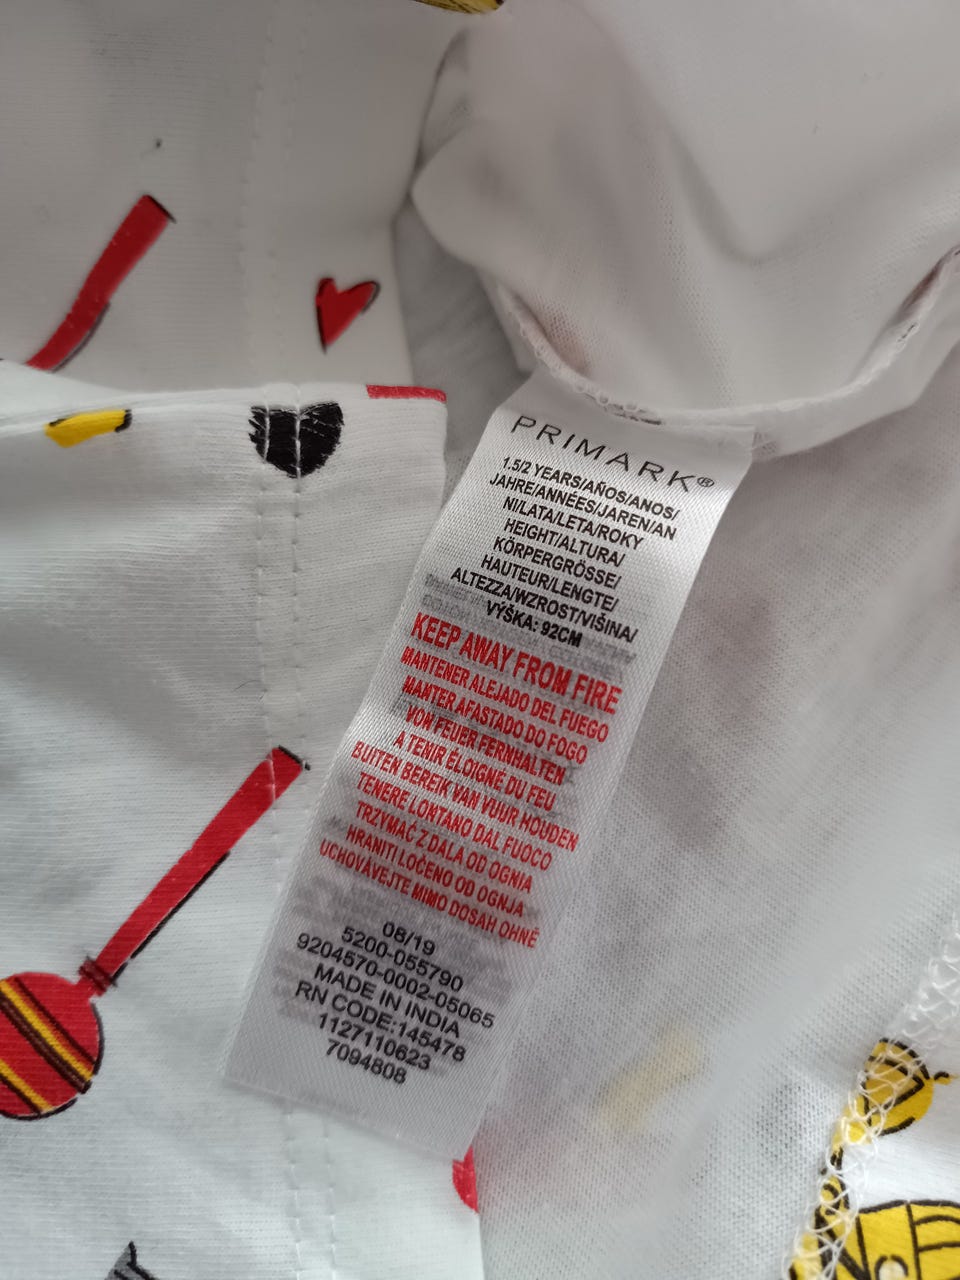 PRIMARK®
1.5/2 YEARS/AÑOS/ANOS/
JAHRE/ANNÉES/JAREN/AN
NI/LATA/LETA/ROKY
HEIGHT/ALTURA/
KÖRPERGRÖSSE/
HAUTEUR/LENGTE/
ALTEZZA/WZROST/VIŠINA/
VÝŠKA: 92CM
KEEP AWAY FROM FIRE
MANTENER ALEJADO DEL FUEGO
MANTER AFASTADO DO FOGO
VON FEUER FERNHALTEN
A TENIR ÉLOIGNÉ DU FEU
BUITEN BEREIK VAN VUUR HOUDEN
TENERE LONTANO DAL FUOCO
TRZYMAĆ Z DALA OD OGNIA
HRANITI LOČENO OD OGNJA
UCHOVÁVEJTE MIMO DOSAH OHNĚ
08/19
5200-055790
9204570-0002-05065
MADE IN INDIA
RN CODE:145478
1127110623
7094808